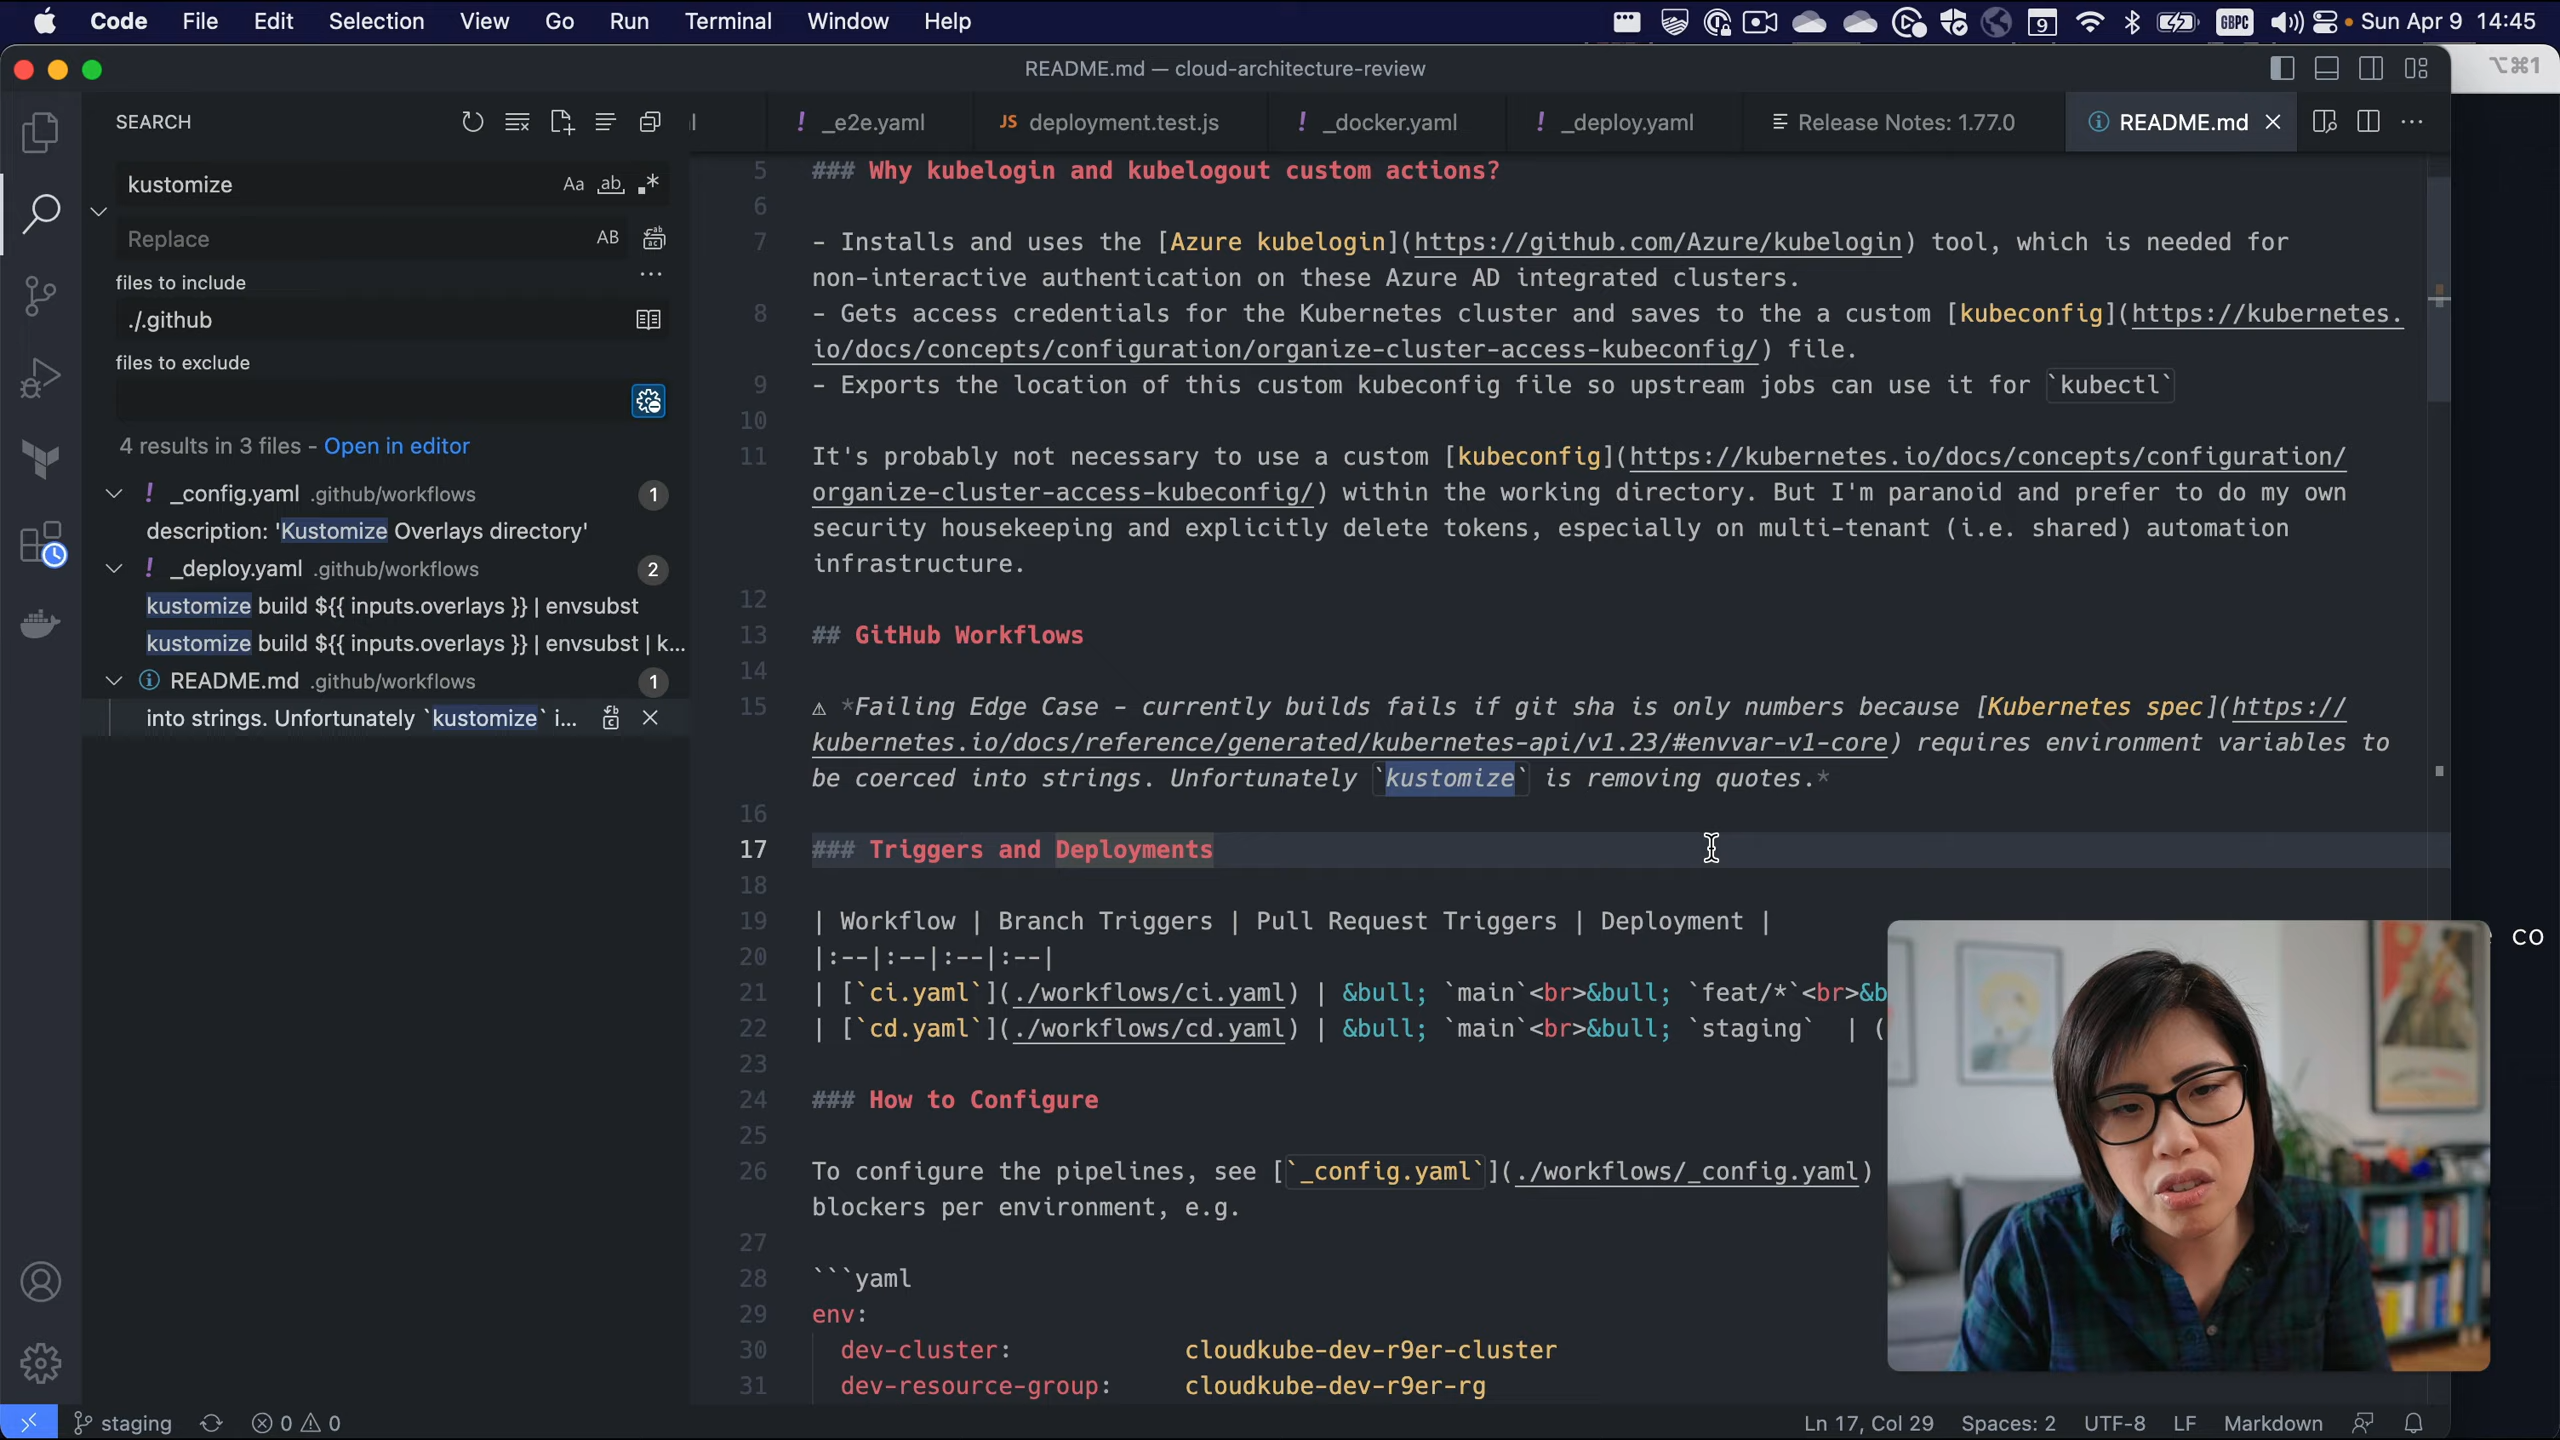 Code File Edit Selection View Go Run Terminal Window Help 9 GBPC Sun Apr 9 14:45
README.md — cloud-architecture-review ⌥⌘1
SEARCH
_e2e.yaml JS deployment.test.js _docker.yaml _deploy.yaml Release Notes: 1.77.0 README.md
kustomize Aa ab .*
Replace AB
files to include
./.github
files to exclude
4 results in 3 files - Open in editor
! _config.yaml .github/workflows 1
description: 'Kustomize Overlays directory'
! _deploy.yaml .github/workflows 2
kustomize build ${{ inputs.overlays }} | envsubst
kustomize build ${{ inputs.overlays }} | envsubst | k...
README.md .github/workflows 1
into strings. Unfortunately `kustomize` i...
5 ### Why kubelogin and kubelogout custom actions?
6
7 - Installs and uses the [Azure kubelogin](https://github.com/Azure/kubelogin) tool, which is needed for
non-interactive authentication on these Azure AD integrated clusters.
8 - Gets access credentials for the Kubernetes cluster and saves to the a custom [kubeconfig](https://kubernetes.
io/docs/concepts/configuration/organize-cluster-access-kubeconfig/) file.
9 - Exports the location of this custom kubeconfig file so upstream jobs can use it for `kubectl`
10
11 It's probably not necessary to use a custom [kubeconfig](https://kubernetes.io/docs/concepts/configuration/
organize-cluster-access-kubeconfig/) within the working directory. But I'm paranoid and prefer to do my own
security housekeeping and explicitly delete tokens, especially on multi-tenant (i.e. shared) automation
infrastructure.
12
13 ## GitHub Workflows
14
15 ⚠ *Failing Edge Case - currently builds fails if git sha is only numbers because [Kubernetes spec](https://
kubernetes.io/docs/reference/generated/kubernetes-api/v1.23/#envvar-v1-core) requires environment variables to
be coerced into strings. Unfortunately `kustomize` is removing quotes.*
16
17 ### Triggers and Deployments
18
19 | Workflow | Branch Triggers | Pull Request Triggers | Deployment |
20 |:--|:--|:--|:--|
21 | [`ci.yaml`](./workflows/ci.yaml) | &bull; `main`<br>&bull; `feat/*`<br>&b
22 | [`cd.yaml`](./workflows/cd.yaml) | &bull; `main`<br>&bull; `staging` | (
23
24 ### How to Configure
25
26 To configure the pipelines, see [`_config.yaml`](./workflows/_config.yaml)
blockers per environment, e.g.
27
28 ```yaml
29 env:
30 dev-cluster: cloudkube-dev-r9er-cluster
31 dev-resource-group: cloudkube-dev-r9er-rg
co
staging 0 0 Ln 17, Col 29 Spaces: 2 UTF-8 LF Markdown